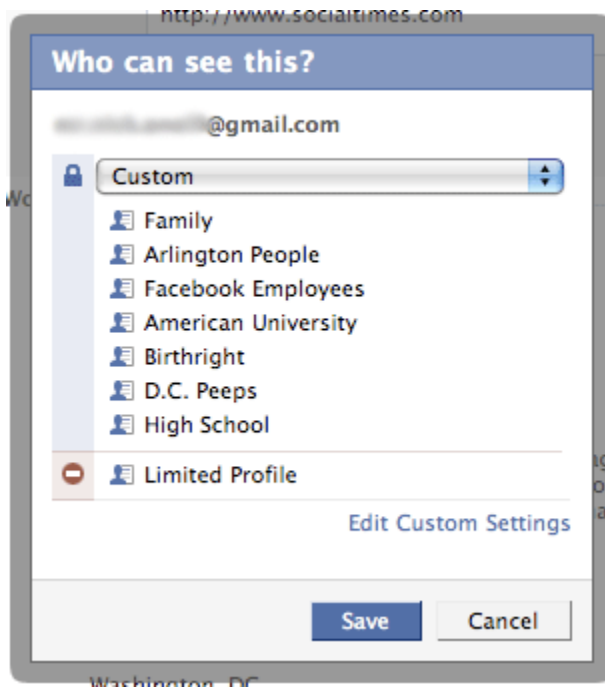 http://www.socialtimes.com
Who can see this?
@gmail.com
Custom
Family
Arlington People
Facebook Employees
American University
Birthright
D.C. Peeps
High School
Limited Profile
Edit Custom Settings
Save Cancel
Washington, DC